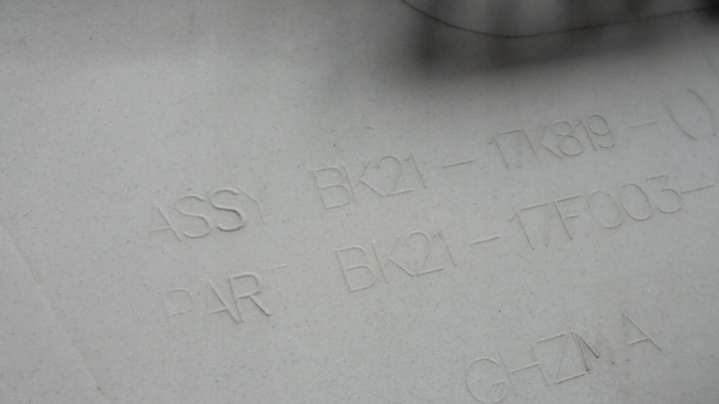 ASSY BK21-17K819-()
PART BK21-17F003-
GHZMA